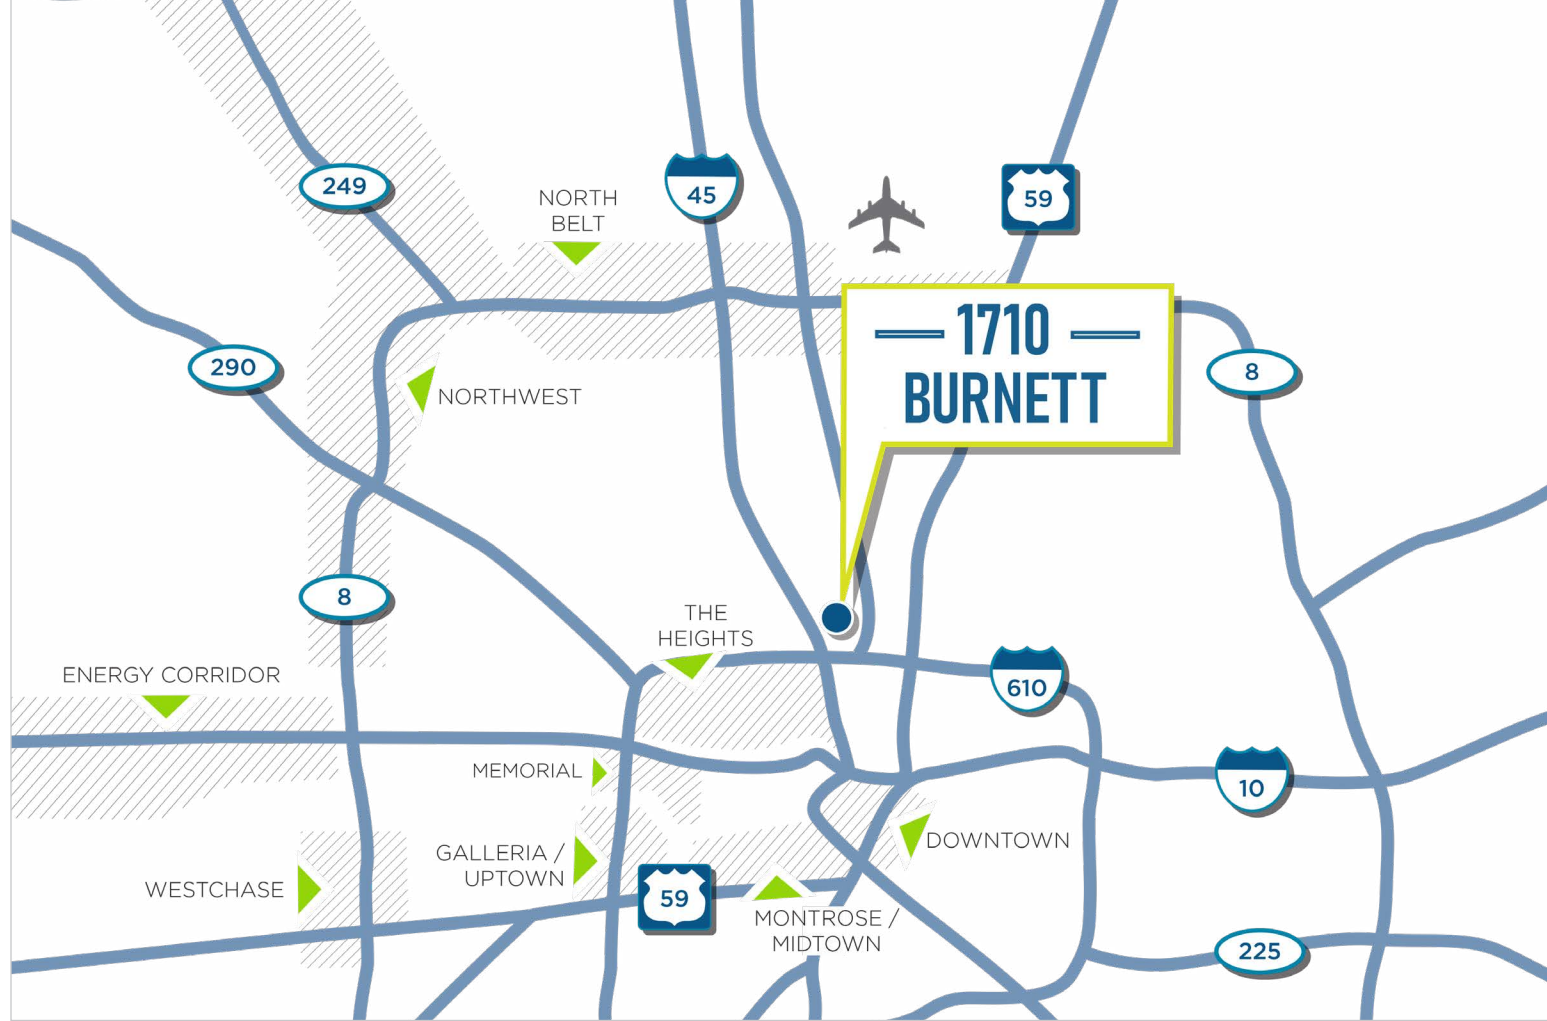 249
45
59
NORTH
BELT
1710
BURNETT
290
8
NORTHWEST
8
THE
HEIGHTS
ENERGY CORRIDOR
610
MEMORIAL
10
DOWNTOWN
GALLERIA /
UPTOWN
WESTCHASE
59
MONTROSE /
MIDTOWN
225